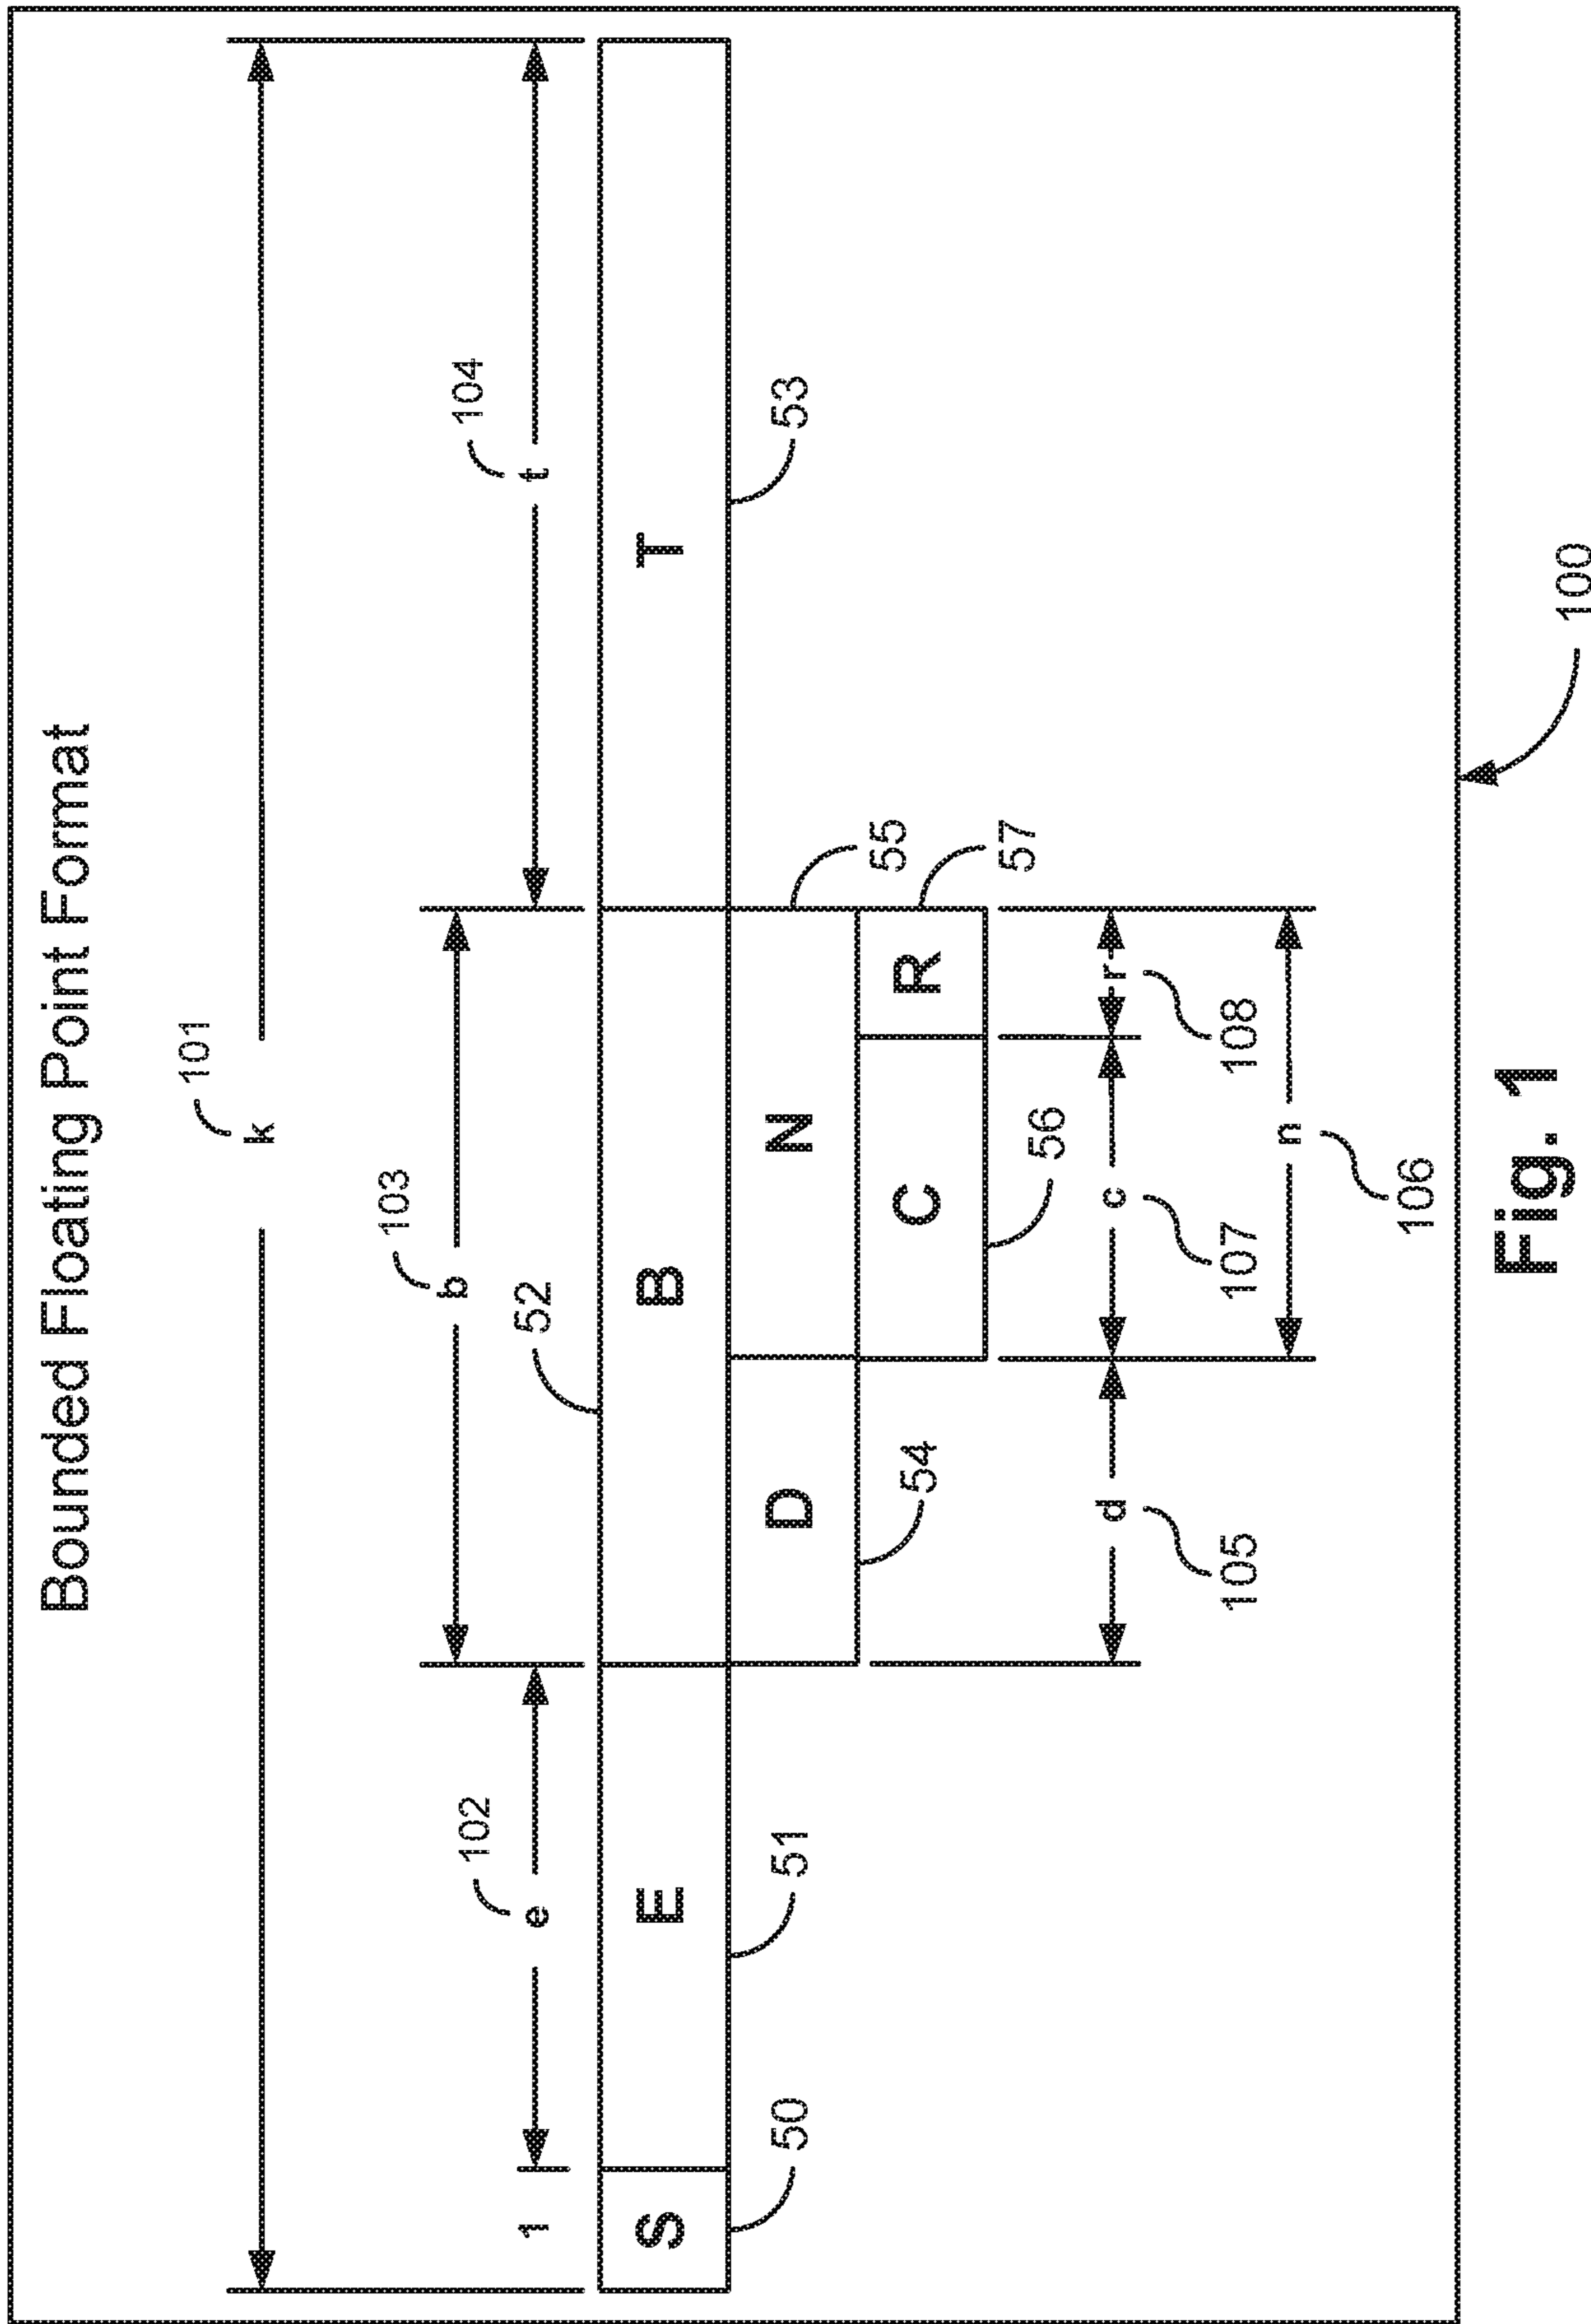 Bounded Floating Point Format
101
k
103
b
102
104
1
e
t
52
S
E
B
T
50
51
53
D
N
55
54
C
R
57
56
d
c
r
105
107
108
n
106
100
Fig. 1